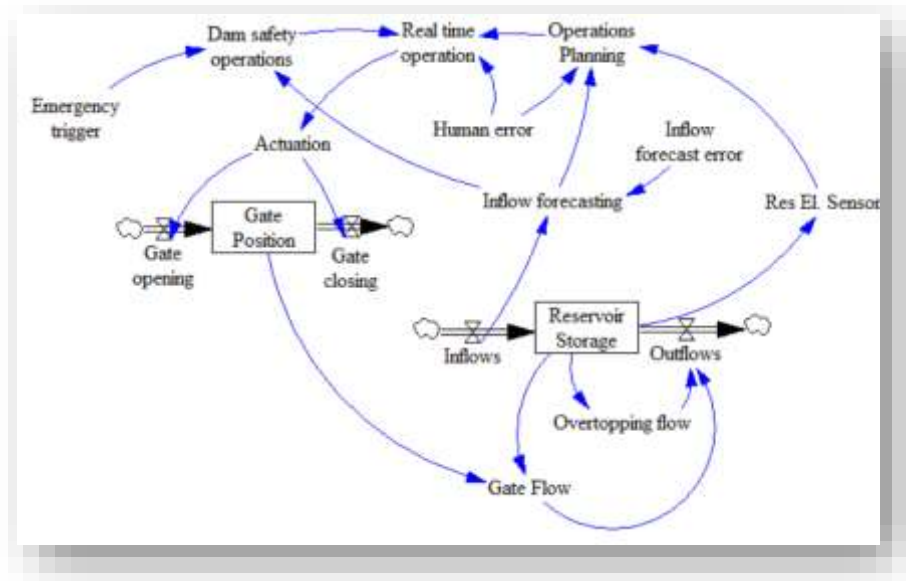 Dam safety
operations
Real time
operation
Operations
Planning
Emergency
trigger
Human error
Inflow
forecast error
Actuation
Inflow forecasting
Res El. Sensor
Gate
Position
Gate
opening
Gate
closing
Reservoir
Storage
Inflows
Outflows
Overtopping flow
Gate Flow